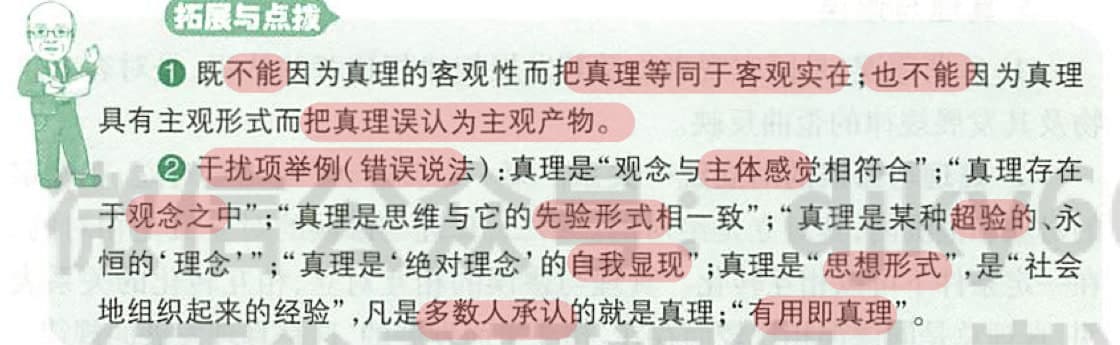 拓展与点拨
❶ 既不能因为真理的客观性而把真理等同于客观实在;也不能因为真理
具有主观形式而把真理误认为主观产物。
❷ 干扰项举例(错误说法):真理是“观念与主体感觉相符合”;“真理存在
于观念之中”;“真理是思维与它的先验形式相一致”;“真理是某种超验的、永
恒的‘理念’”;“真理是‘绝对理念’的自我显现”;真理是“思想形式”,是“社会
地组织起来的经验”,凡是多数人承认的就是真理;“有用即真理”。
微信公众号：djky6